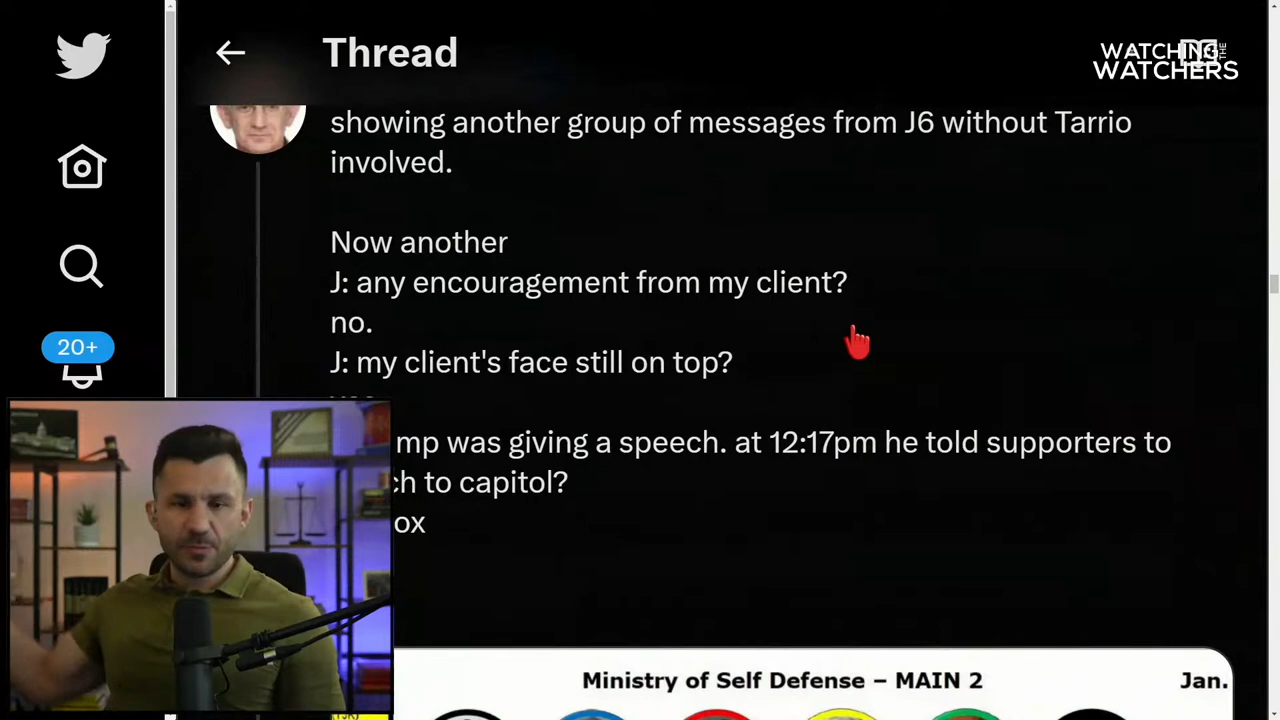 Thread
WATCHING THE
WATCHERS
showing another group of messages from J6 without Tarrio
involved.
Now another
J: any encouragement from my client?
no.
J: my client's face still on top?
mp was giving a speech. at 12:17pm he told supporters to
ch to capitol?
ox
20+
Ministry of Self Defense – MAIN 2
Jan.